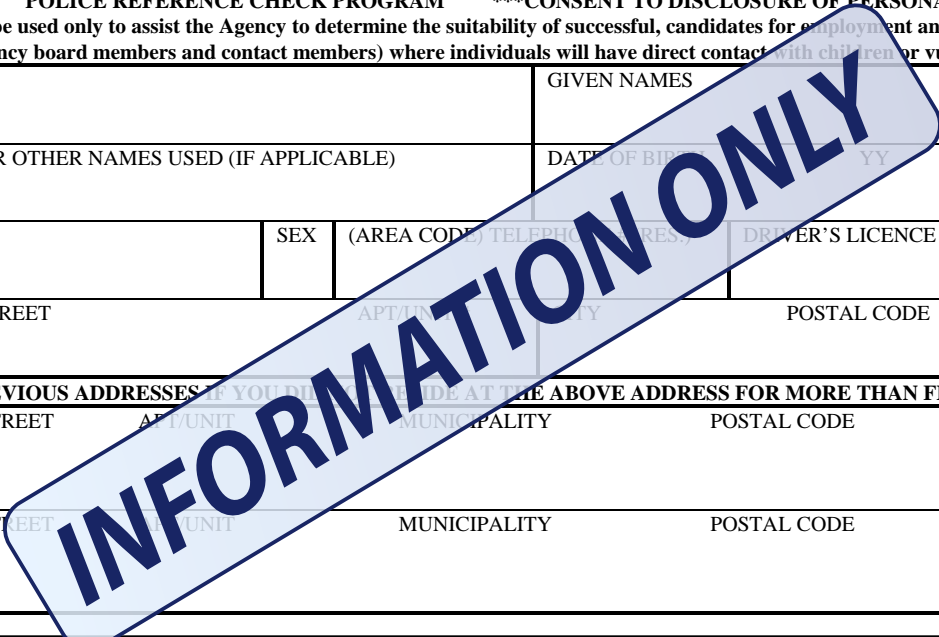 POLICE REFERENCE CHECK PROGRAM ***CONSENT TO DISCLOSURE OF PERSONA
be used only to assist the Agency to determine the suitability of successful, candidates for employment an
ncy board members and contact members) where individuals will have direct contact with children or vu
GIVEN NAMES
R OTHER NAMES USED (IF APPLICABLE) DATE OF BIRTH YY
SEX (AREA CODE) TELEPHONE (RES.) DRIVER'S LICENCE
REET APT/UNIT CITY POSTAL CODE
EVIOUS ADDRESSES IF YOU DID RESIDE AT THE ABOVE ADDRESS FOR MORE THAN F
REET APT/UNIT MUNICIPALITY POSTAL CODE
REET APT/UNIT MUNICIPALITY POSTAL CODE
INFORMATION ONLY